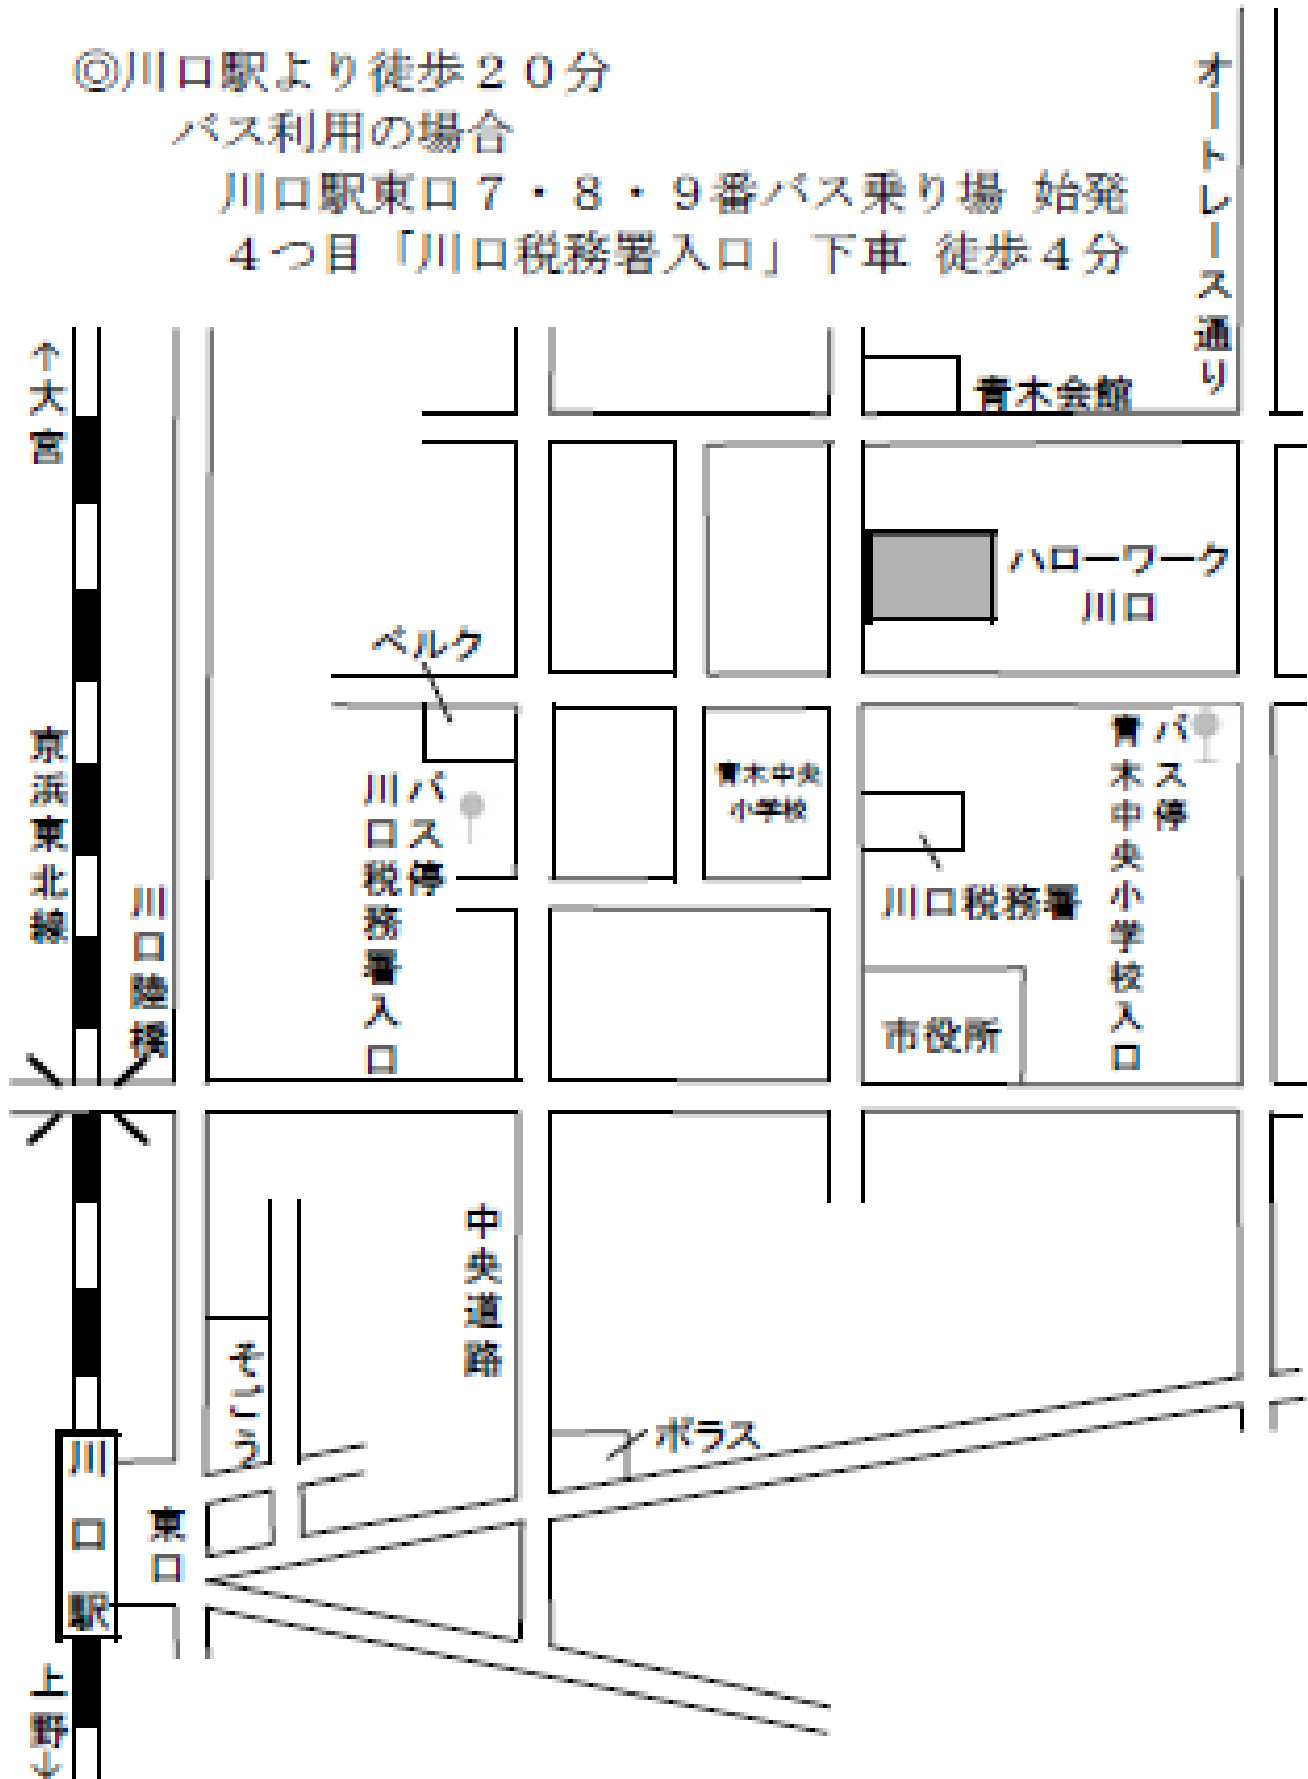 ◎川口駅より徒歩２０分
バス利用の場合
川口駅東口７・８・９番バス乗り場 始発
４つ目「川口税務署入口」下車 徒歩４分
オートレース通り
↑大宮
青木会館
ハローワーク
川口
ベルク
京浜東北線
川口陸橋
バス停
川口税務署入口
青木中央
小学校
バス停
青木中央小学校入口
川口税務署
市役所
中央道路
そごう
ポラス
川口駅
東口
上野↓